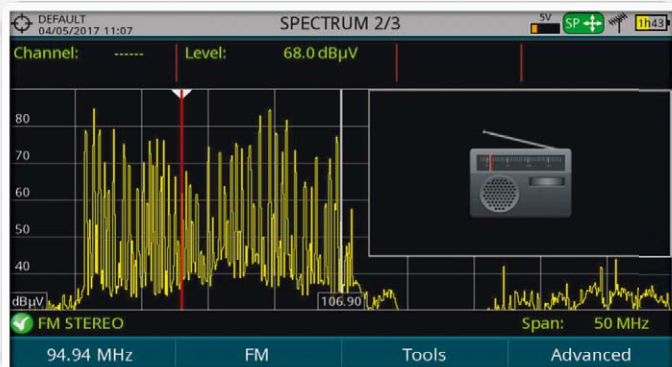 DEFAULT
04/05/2017 11:07
SPECTRUM 2/3
5V
SP
1h43
Channel: ------ Level: 68.0 dBµV
80
70
60
50
40
dBµV
106.90
FM STEREO
Span: 50 MHz
94.94 MHz FM Tools Advanced